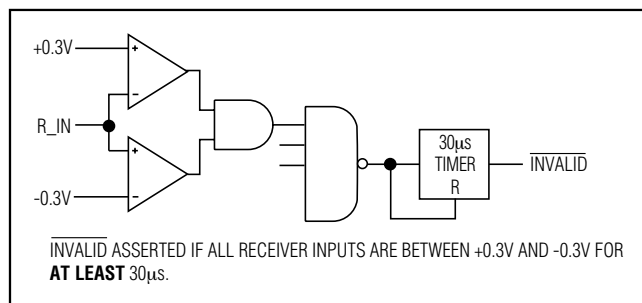 +0.3V
R_IN
-0.3V
30µs
TIMER
R
INVALID
INVALID ASSERTED IF ALL RECEIVER INPUTS ARE BETWEEN +0.3V AND -0.3V FOR
AT LEAST 30µs.